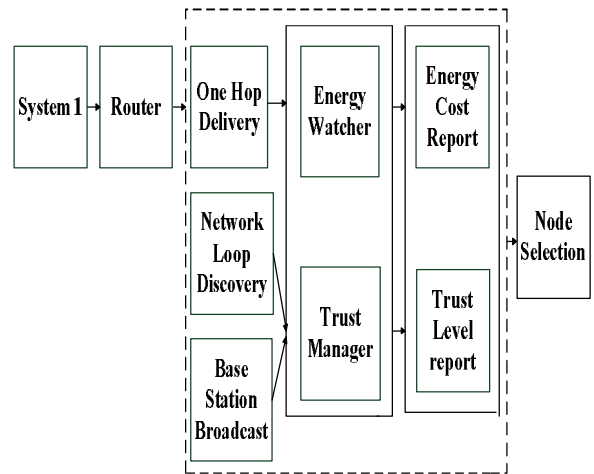 System 1
Router
One Hop
Delivery
Energy
Watcher
Energy
Cost
Report
Network
Loop
Discovery
Trust
Manager
Trust
Level
report
Base
Station
Broadcast
Node
Selection